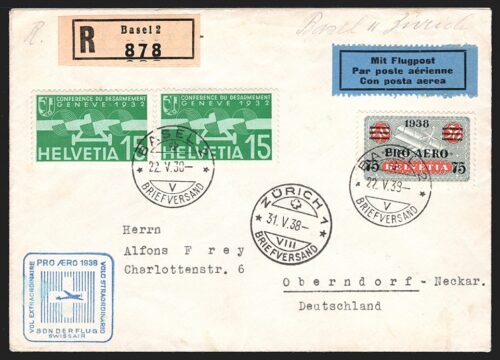 R.
Basel u Zürich
R
Basel 2
878
Mit Flugpost
Par poste aérienne
Con posta aerea
CONFERENCE DU DESARMEMENT
GENEVE 1932
HELVETIA 15
CONFERENCE DU DESARMEMENT
GENEVE 1932
HELVETIA 15
1938
PRO AERO
75 75
BASEL 2
22.V.38–
V
BRIEFVERSAND
ZÜRICH 1
31.V.38–
VIII
BRIEFVERSAND
22.V.38–
V
BRIEFVERSAND
Herrn
Alfons Frey
Charlottenstr. 6
Oberndorf - Neckar.
Deutschland
PRO AERO 1938
VOL EXTRAORDINAIRE
VOLO STRAORDINARIO
SONDERFLUG
SWISSAIR